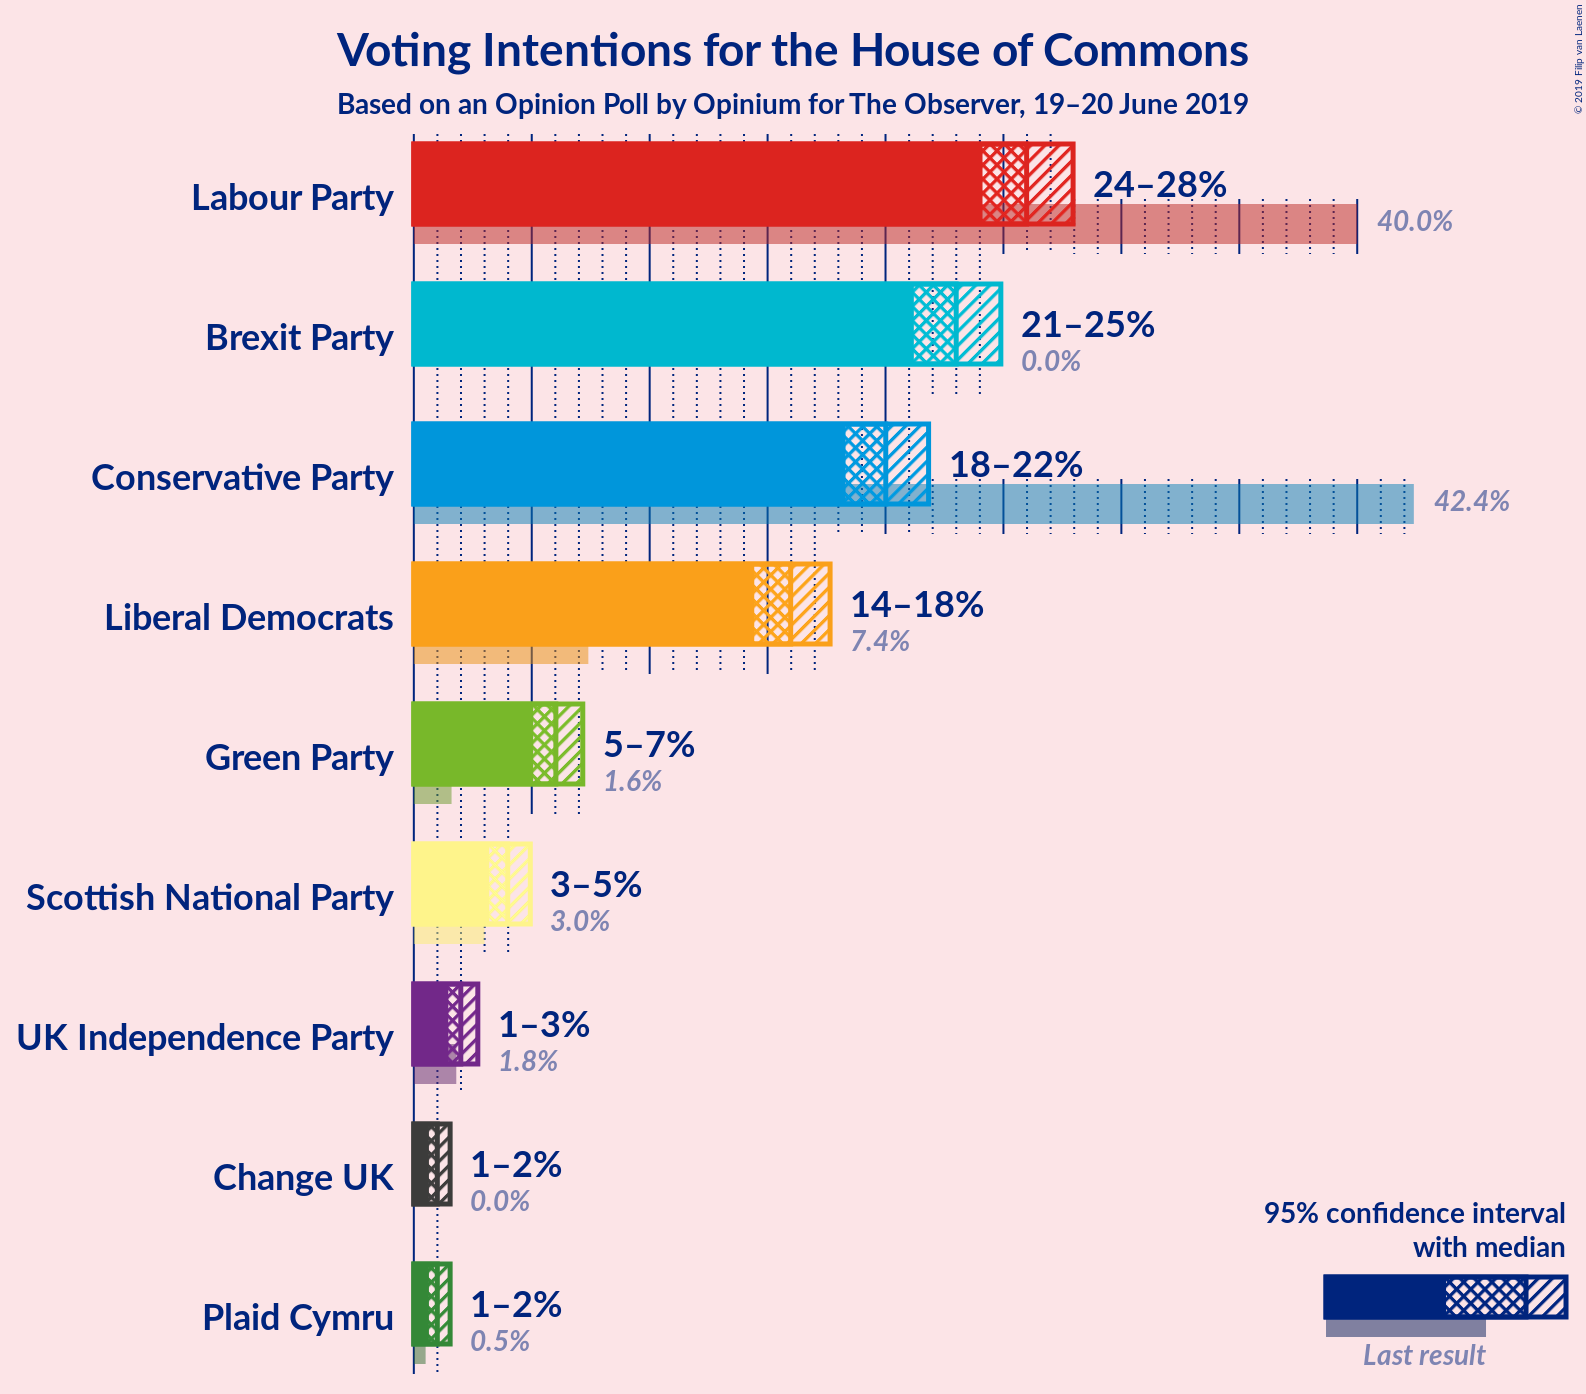 Voting Intentions for the House of Commons
Based on an Opinion Poll by Opinium for The Observer, 19–20 June 2019
© 2019 Filip van Laenen
Labour Party
24–28%
40.0%
Brexit Party
21–25%
0.0%
Conservative Party
18–22%
42.4%
Liberal Democrats
14–18%
7.4%
Green Party
5–7%
1.6%
Scottish National Party
3–5%
3.0%
UK Independence Party
1–3%
1.8%
Change UK
1–2%
0.0%
Plaid Cymru
1–2%
0.5%
95% confidence interval
with median
Last result